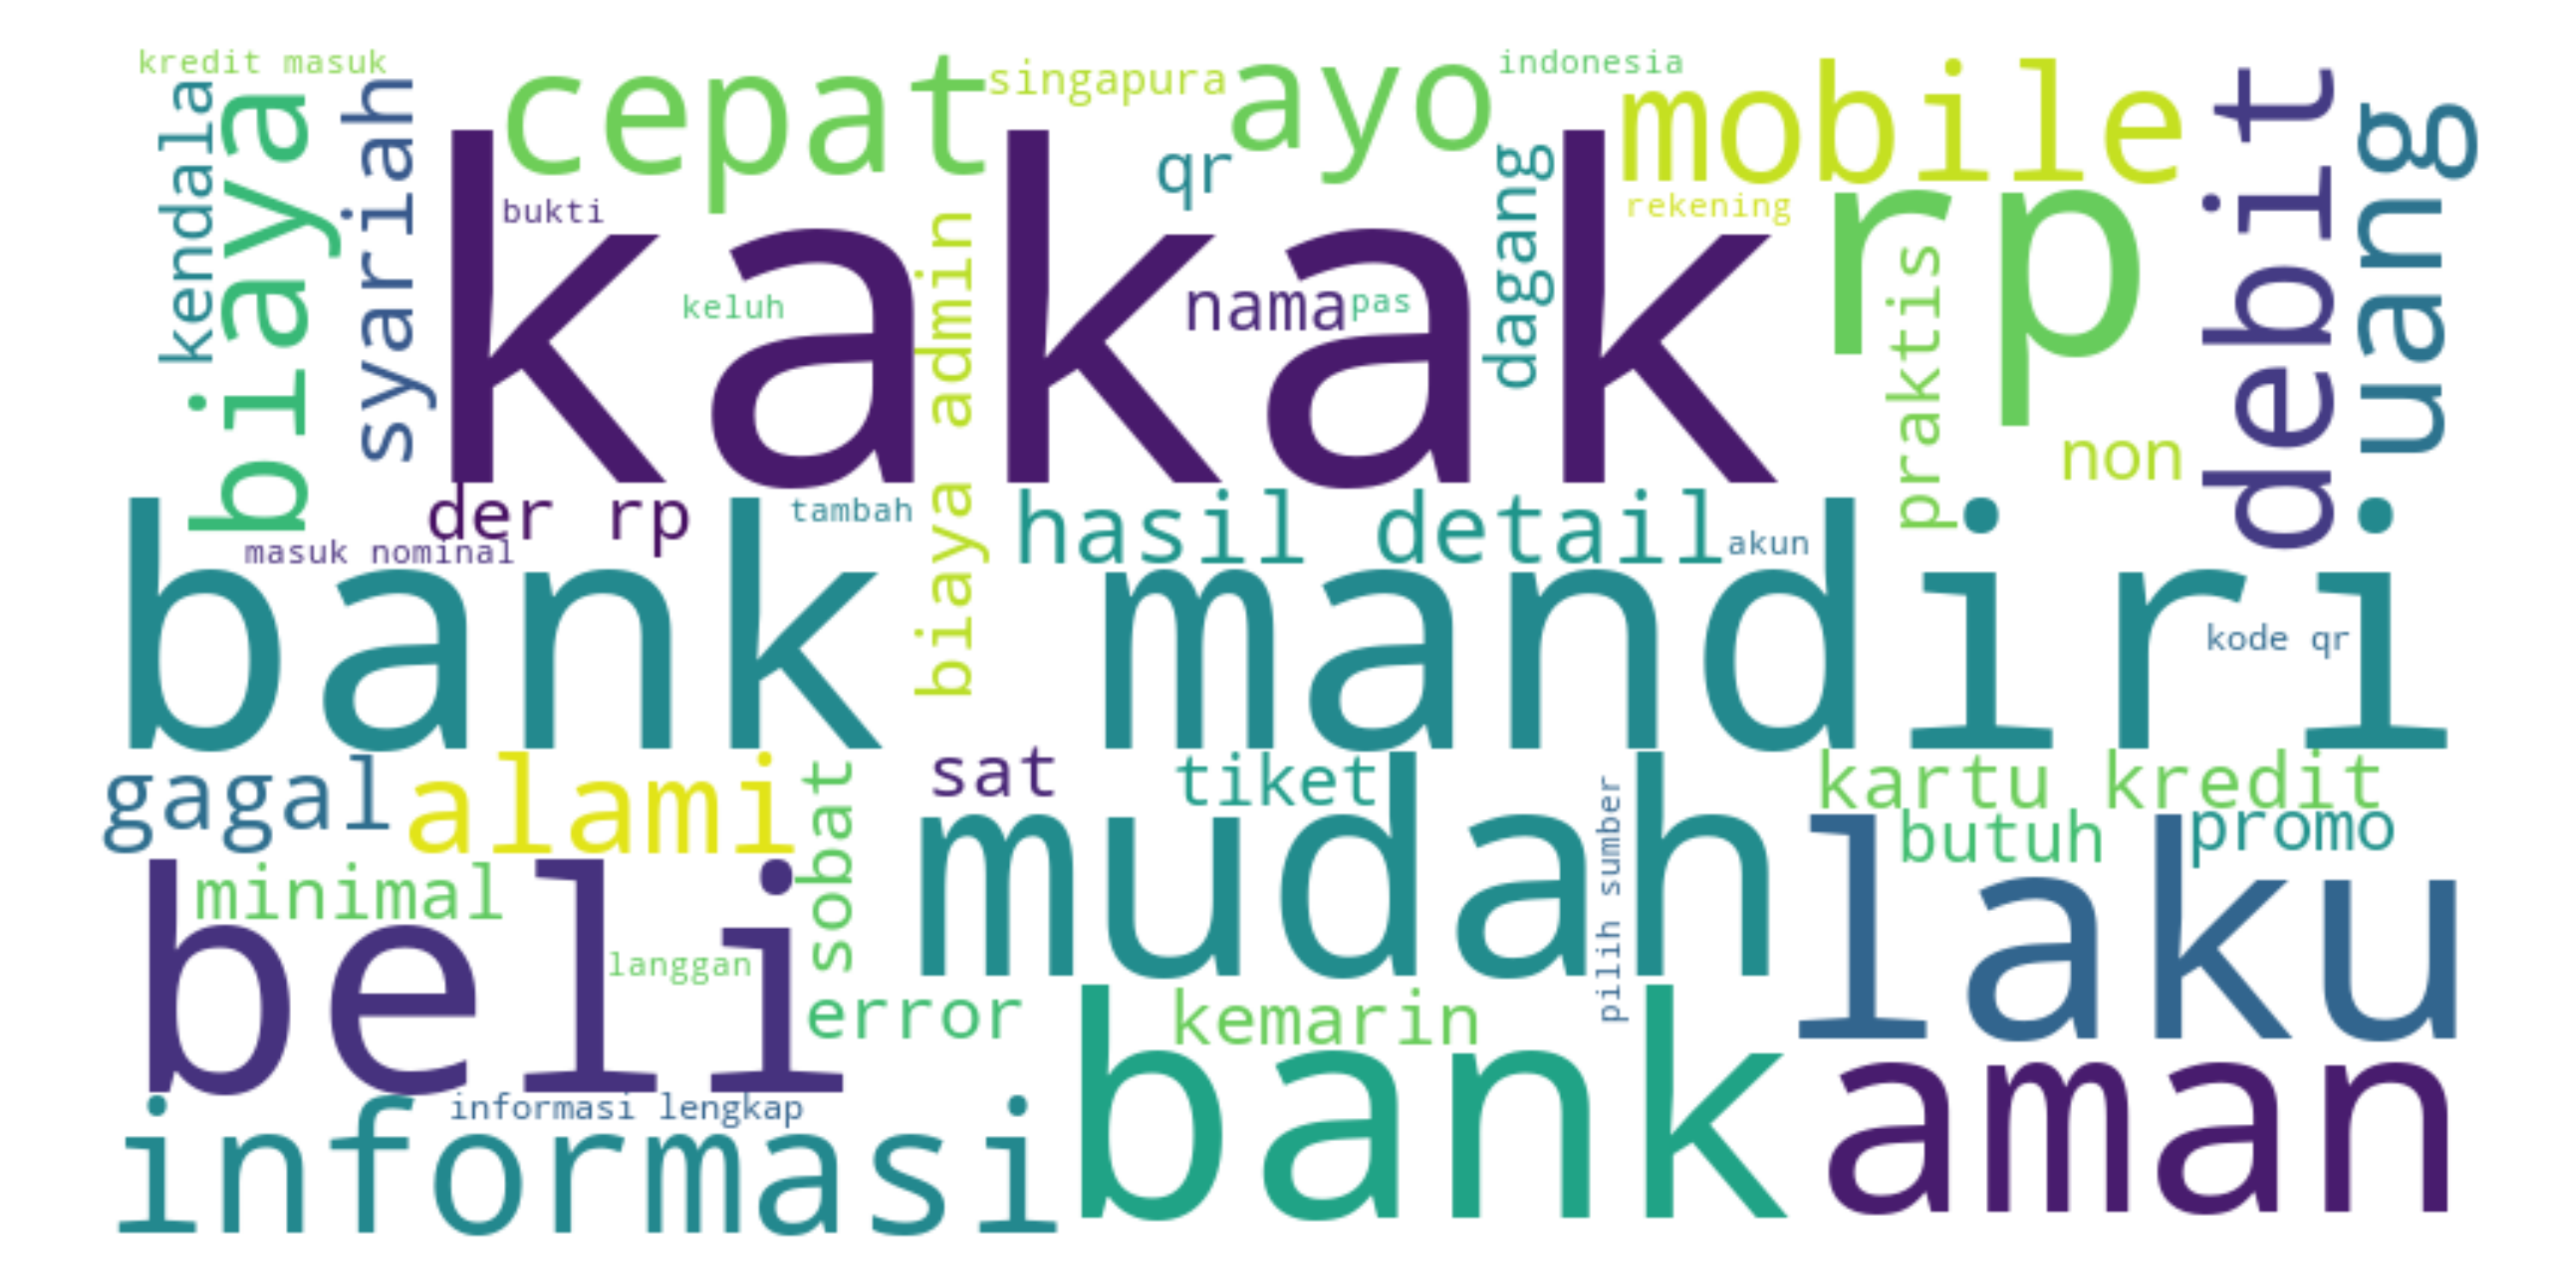 kredit masuk
kendala
biaya
syariah
cepat
singapura
ayo
indonesia
mobile
debit
uang
qr
dagang
bukti
rekening
rp
kakak
biaya admin
keluh
nama
pas
praktis
non
der rp
tambah
hasil detail
akun
masuk nominal
bank mandiri
kode qr
gagal
alami
sobat
sat
tiket
kartu kredit
pilih sumber
mudah
butuh
promo
minimal
laku
beli
langgan
error
kemarin
bank
aman
informasi lengkap
informasi